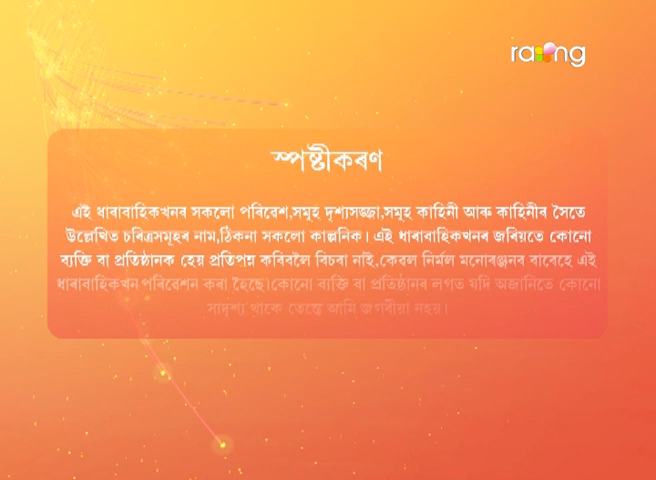 rang
স্পষ্টীকৰণ
এই ধাৰাবাহিকখনৰ সকলো পৰিৱেশ,সমূহ দৃশ্যসজ্জা,সমূহ কাহিনী আৰু কাহিনীৰ সৈতে
উল্লেখিত চৰিত্ৰসমূহৰ নাম,ঠিকনা সকলো কাল্পনিক। এই ধাৰাবাহিকখনৰ জৰিয়তে কোনো
ব্যক্তি বা প্ৰতিষ্ঠানক হেয় প্ৰতিপন্ন কৰিবলৈ বিচৰা নাই,কেৱল নিৰ্মল মনোৰঞ্জনৰ বাবেহে এই
ধাৰাবাহিকখন পৰিৱেশন কৰা হৈছে।কোনো ব্যক্তি বা প্ৰতিষ্ঠানৰ লগত যদি অজানিতে কোনো
সাদৃশ্য থাকে তেন্তে আমি জগৰীয়া নহয়।